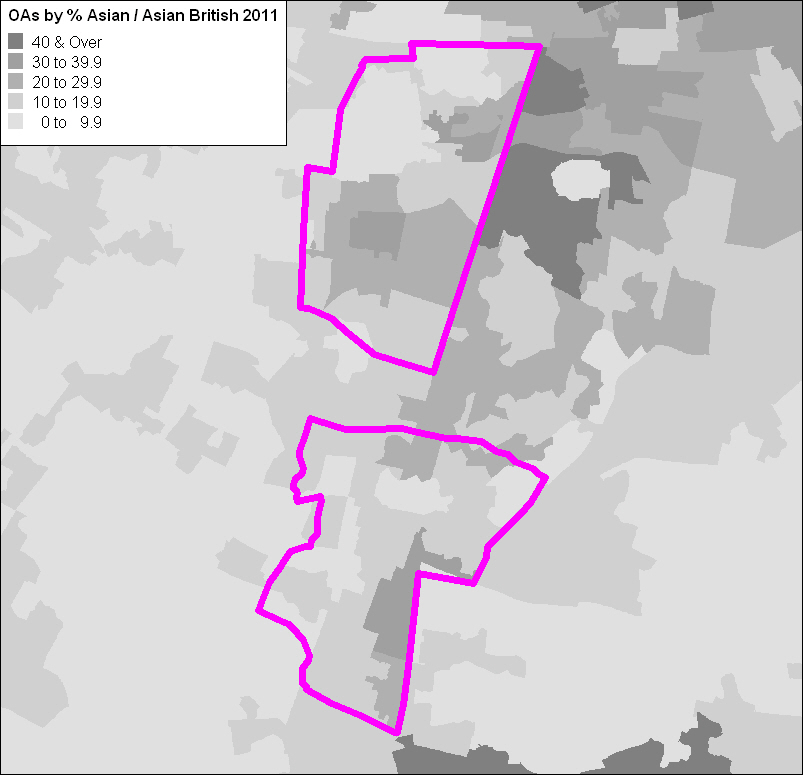 OAs by % Asian / Asian British 2011
40 & Over
30 to 39.9
20 to 29.9
10 to 19.9
0 to 9.9